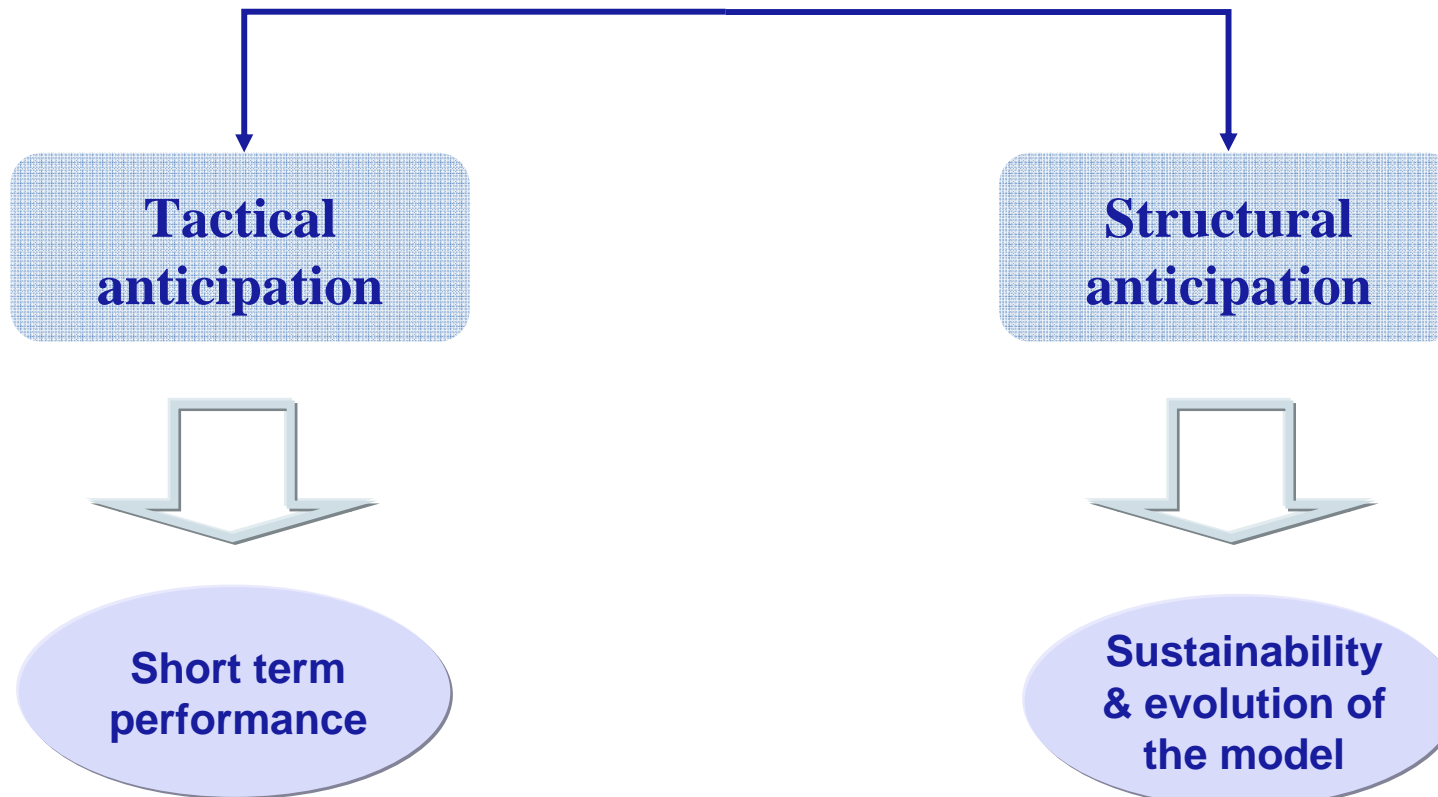 Tactical
anticipation
Structural
anticipation
Short term
performance
Sustainability
& evolution of
the model